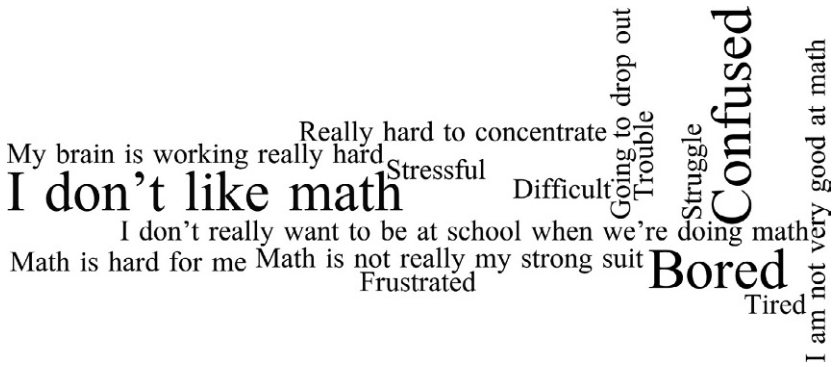 Going to drop out
Confused
I am not very good at math
Really hard to concentrate
Trouble
Struggle
My brain is working really hard
Stressful
I don’t like math
Difficult
I don’t really want to be at school when we’re doing math
Math is hard for me
Math is not really my strong suit
Bored
Frustrated
Tired